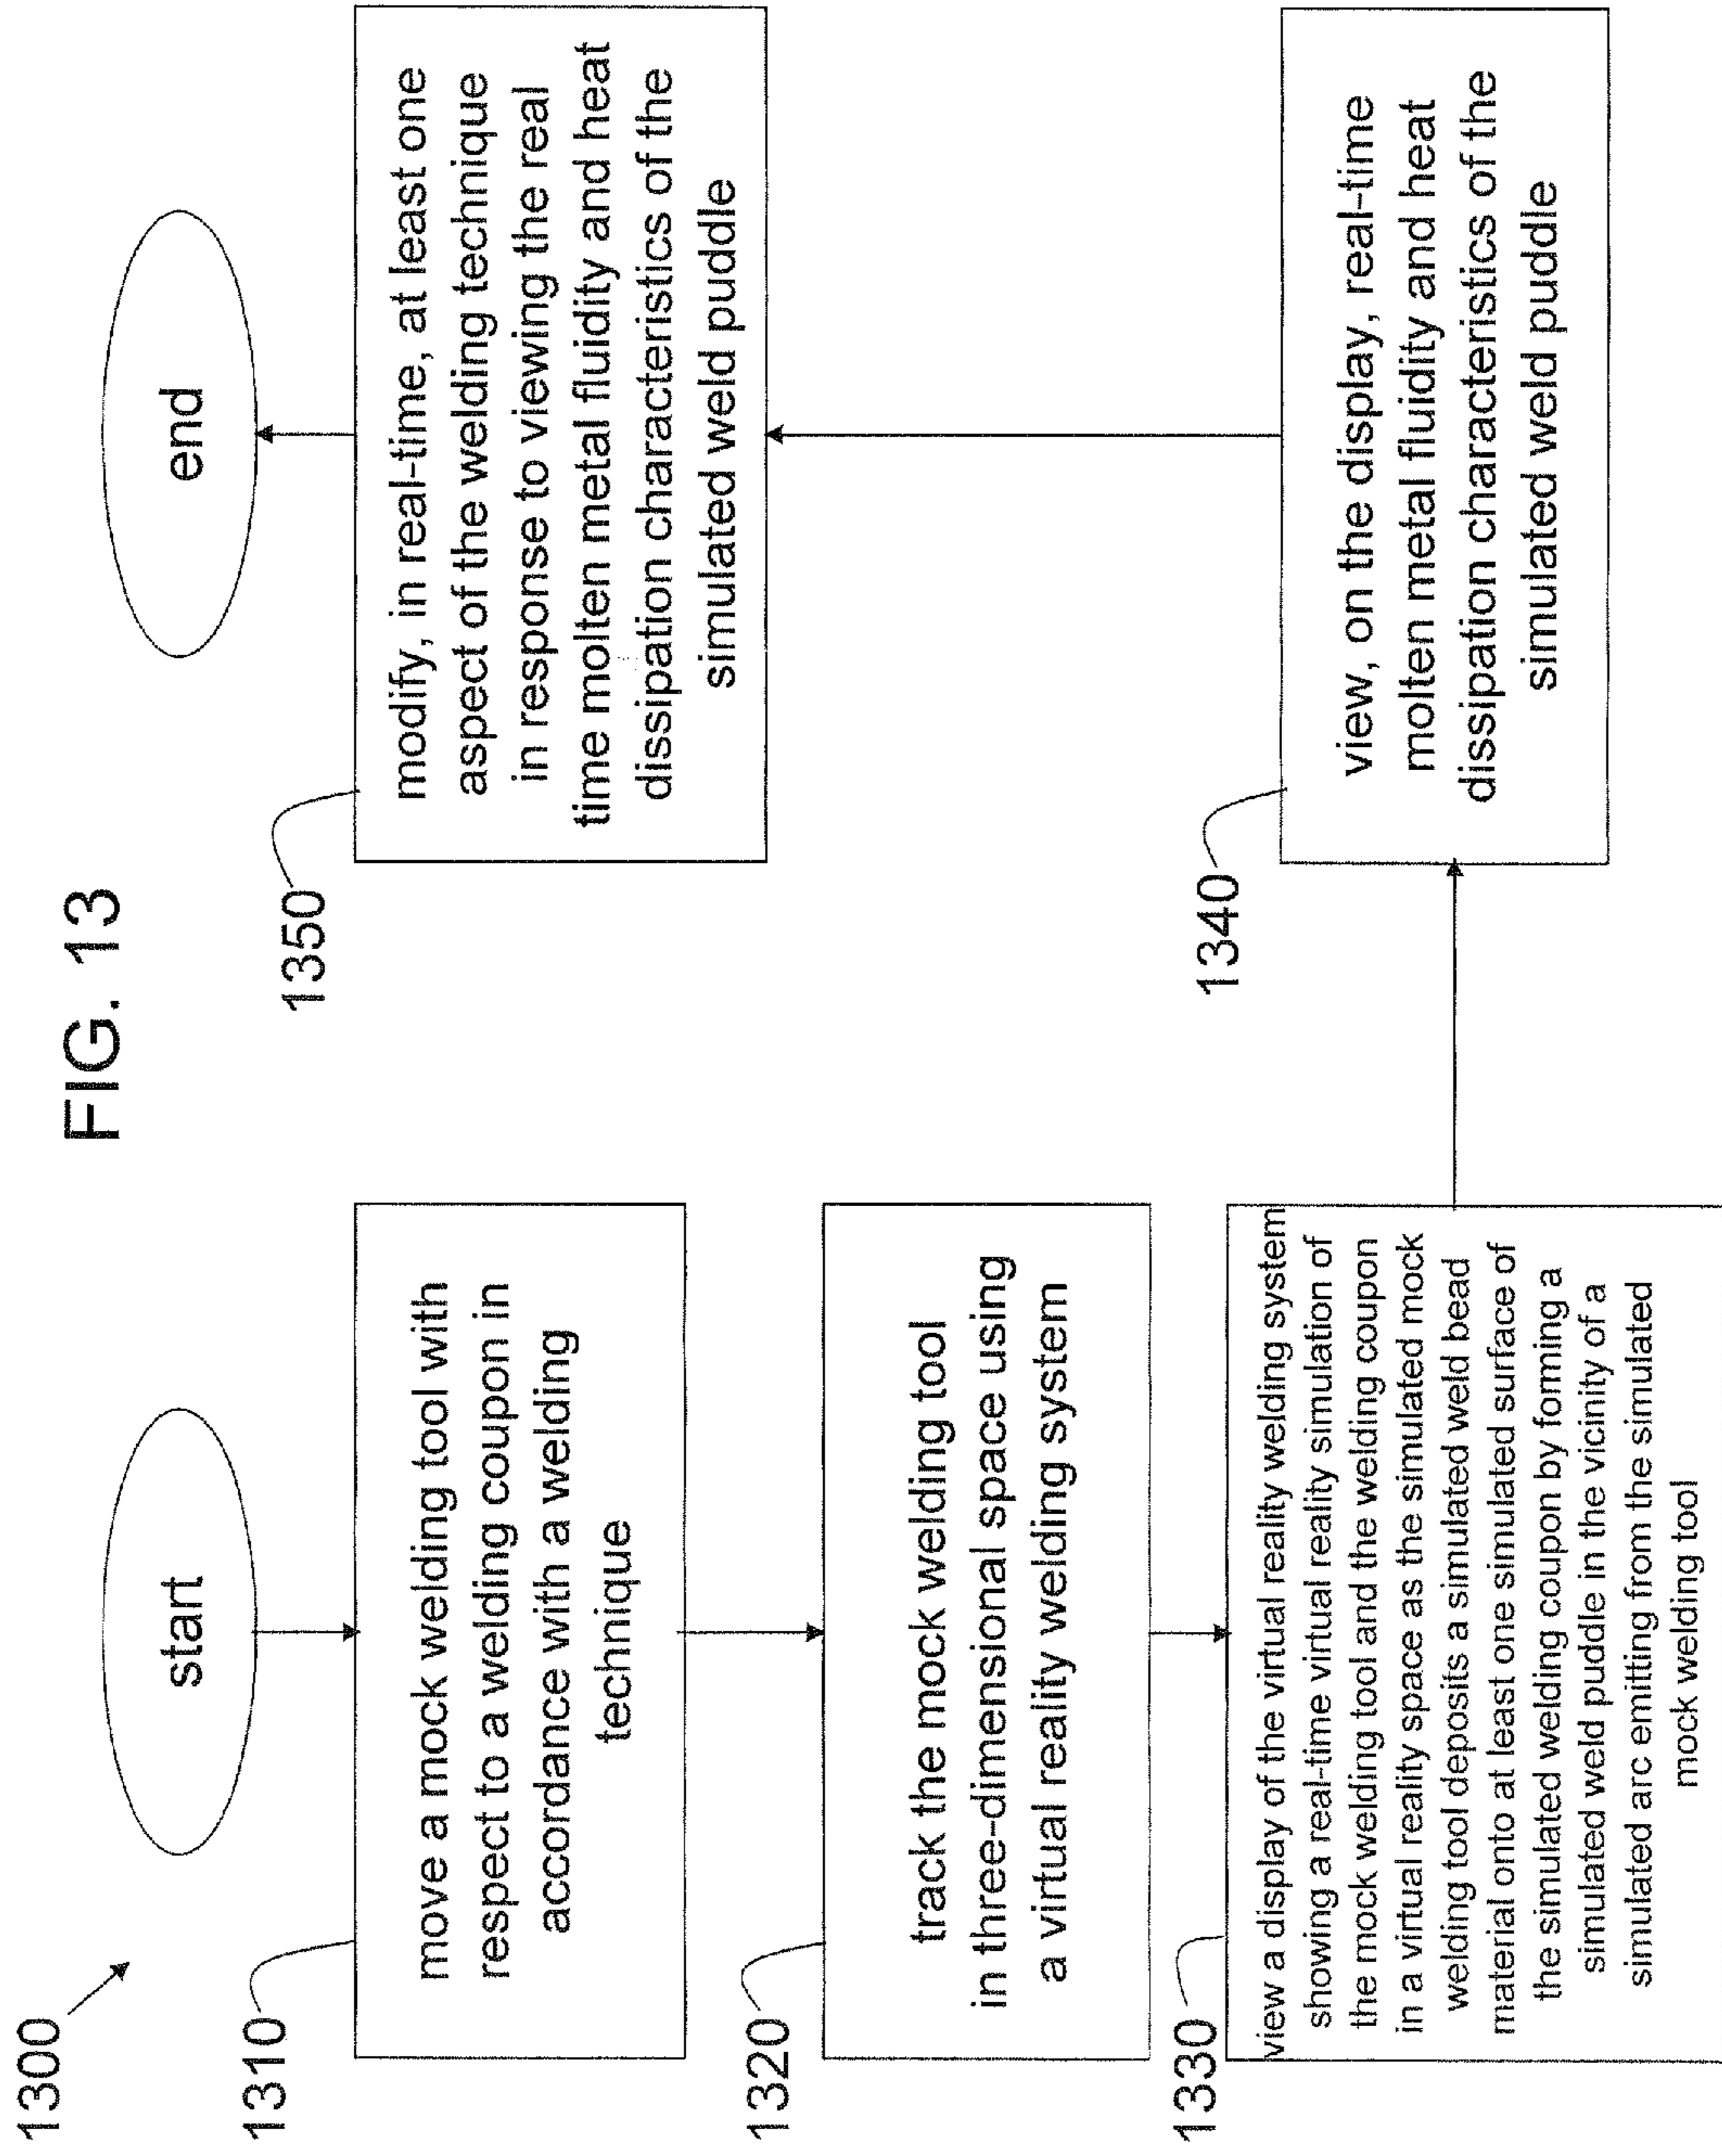 FIG. 13
1300
start
1310
move a mock welding tool with
respect to a welding coupon in
accordance with a welding
technique
1320
track the mock welding tool
in three-dimensional space using
a virtual reality welding system
1330
view a display of the virtual reality welding system
showing a real-time virtual reality simulation of
the mock welding tool and the welding coupon
in a virtual reality space as the simulated mock
welding tool deposits a simulated weld bead
material onto at least one simulated surface of
the simulated welding coupon by forming a
simulated weld puddle in the vicinity of a
simulated arc emitting from the simulated
mock welding tool
1340
view, on the display, real-time
molten metal fluidity and heat
dissipation characteristics of the
simulated weld puddle
1350
modify, in real-time, at least one
aspect of the welding technique
in response to viewing the real
time molten metal fluidity and heat
dissipation characteristics of the
simulated weld puddle
end